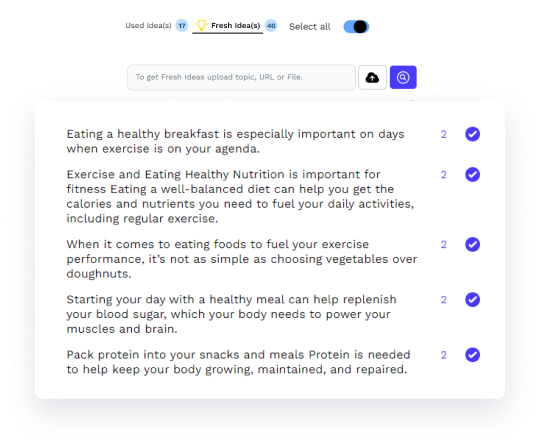 Used Idea(s) 17 Fresh Idea(s) 40 Select all
To get Fresh Ideas upload topic, URL or File.
Eating a healthy breakfast is especially important on days 2
when exercise is on your agenda.
Exercise and Eating Healthy Nutrition is important for 2
fitness Eating a well-balanced diet can help you get the
calories and nutrients you need to fuel your daily activities,
including regular exercise.
When it comes to eating foods to fuel your exercise 2
performance, it’s not as simple as choosing vegetables over
doughnuts.
Starting your day with a healthy meal can help replenish 2
your blood sugar, which your body needs to power your
muscles and brain.
Pack protein into your snacks and meals Protein is needed 2
to help keep your body growing, maintained, and repaired.